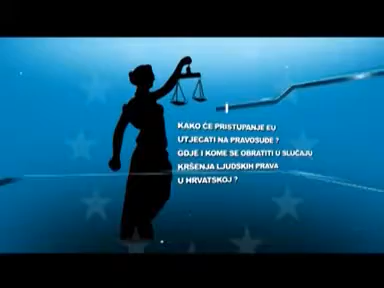 KAKO ĆE PRISTUPANJE EU
UTJECATI NA PRAVOSUĐE ?
GDJE I KOME SE OBRATITI U SLUČAJU
KRŠENJA LJUDSKIH PRAVA
U HRVATSKOJ ?